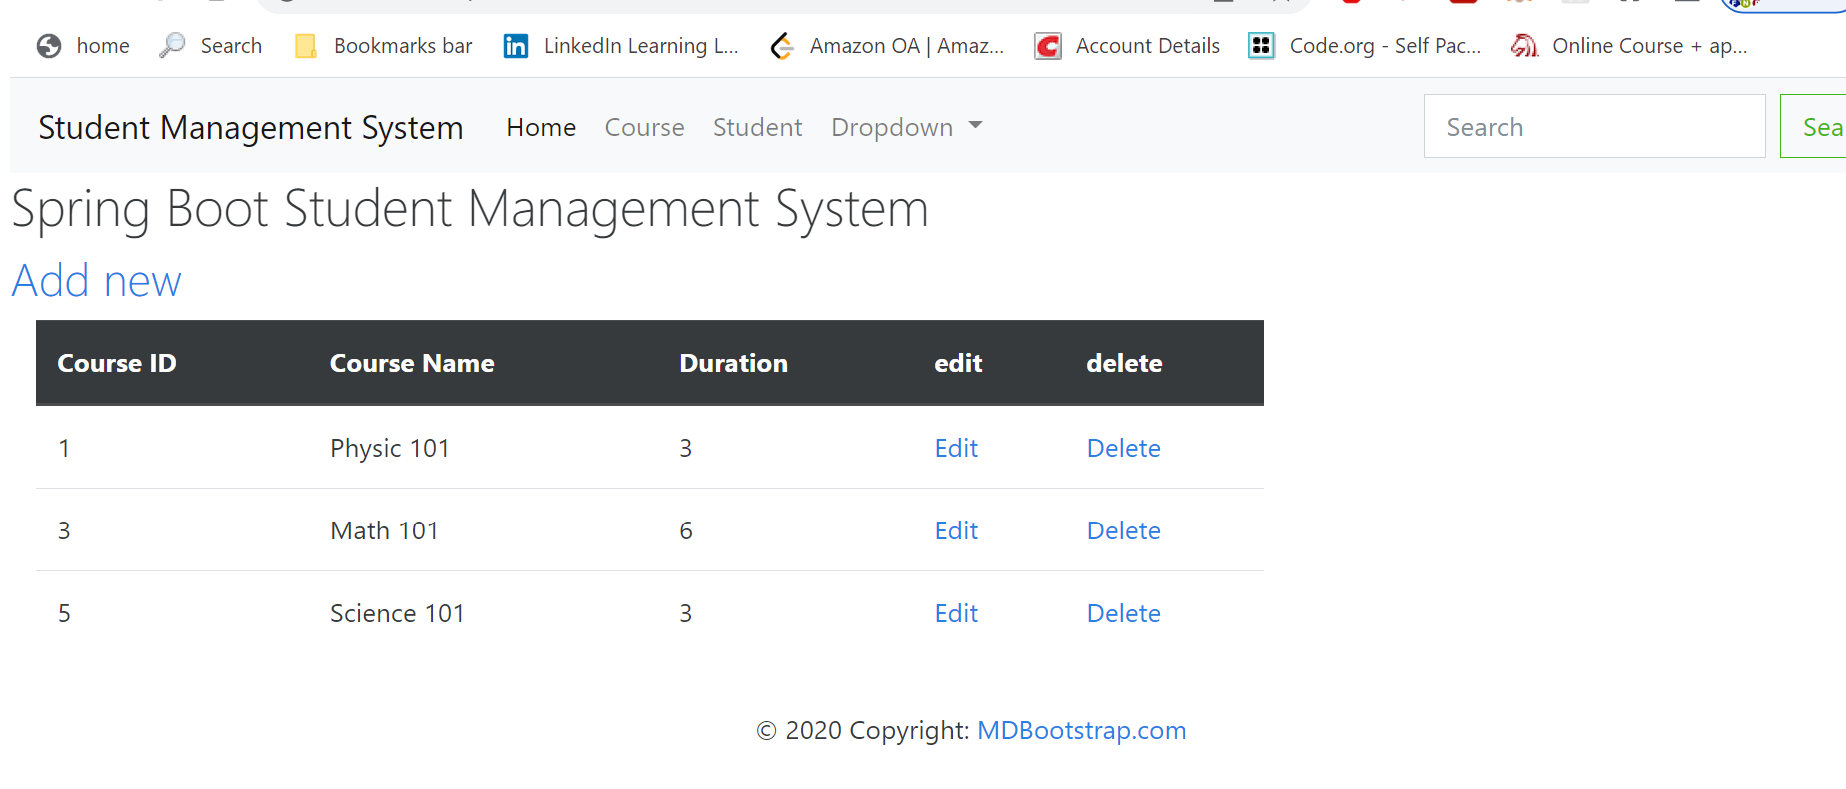 home Search Bookmarks bar LinkedIn Learning L... Amazon OA | Amaz... Account Details Code.org - Self Pac... Online Course + ap...
Student Management System Home Course Student Dropdown Search Sea
Spring Boot Student Management System
Add new
Course ID Course Name Duration edit delete
1 Physic 101 3 Edit Delete
3 Math 101 6 Edit Delete
5 Science 101 3 Edit Delete
© 2020 Copyright: MDBootstrap.com